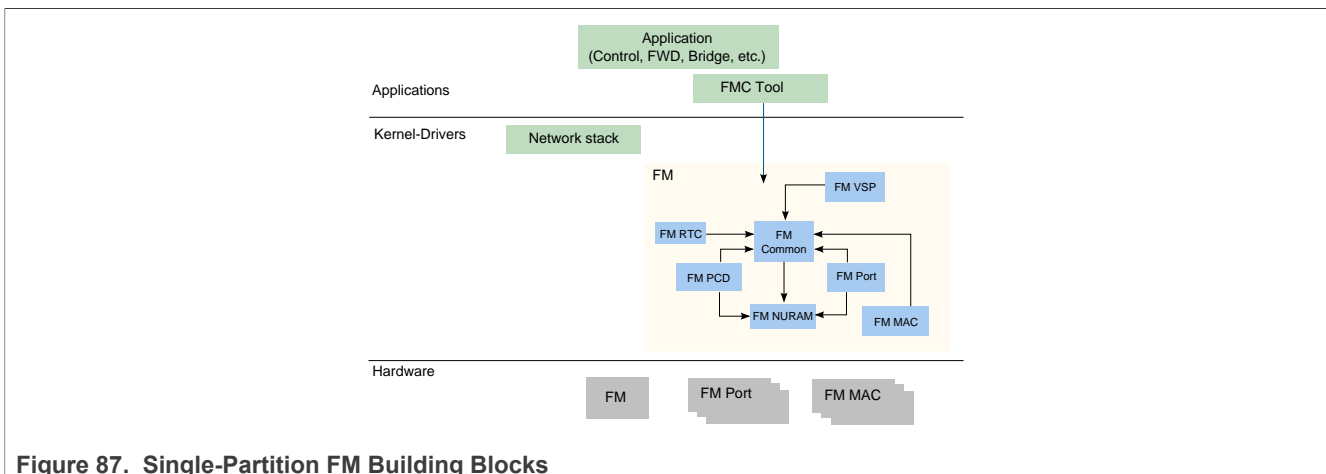 Application
(Control, FWD, Bridge, etc.)
Applications
FMC Tool
Kernel-Drivers
Network stack
FM
FM VSP
FM RTC
FM
Common
FM PCD
FM Port
FM NURAM
FM MAC
Hardware
FM
FM Port
FM MAC
Figure 87. Single-Partition FM Building Blocks